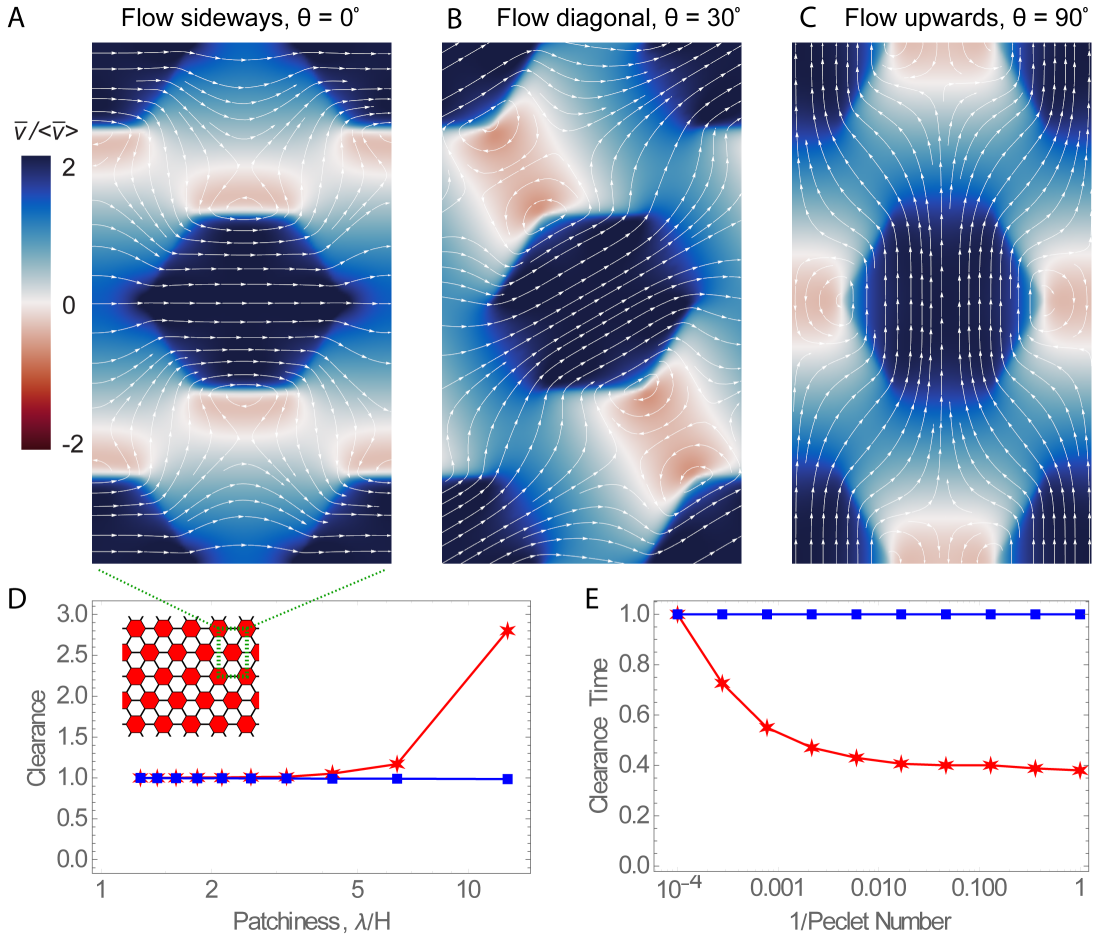 A Flow sideways, θ = 0°
B Flow diagonal, θ = 30°
C Flow upwards, θ = 90°
v̅/<v̅>
2
0
-2
D
3.0
2.5
2.0
1.5
1.0
0.5
0.0
Clearance
1 2 5 10
Patchiness, λ/H
E
1.0
0.8
0.6
0.4
0.2
0.0
Clearance Time
10⁻⁴ 0.001 0.010 0.100 1
1/Peclet Number